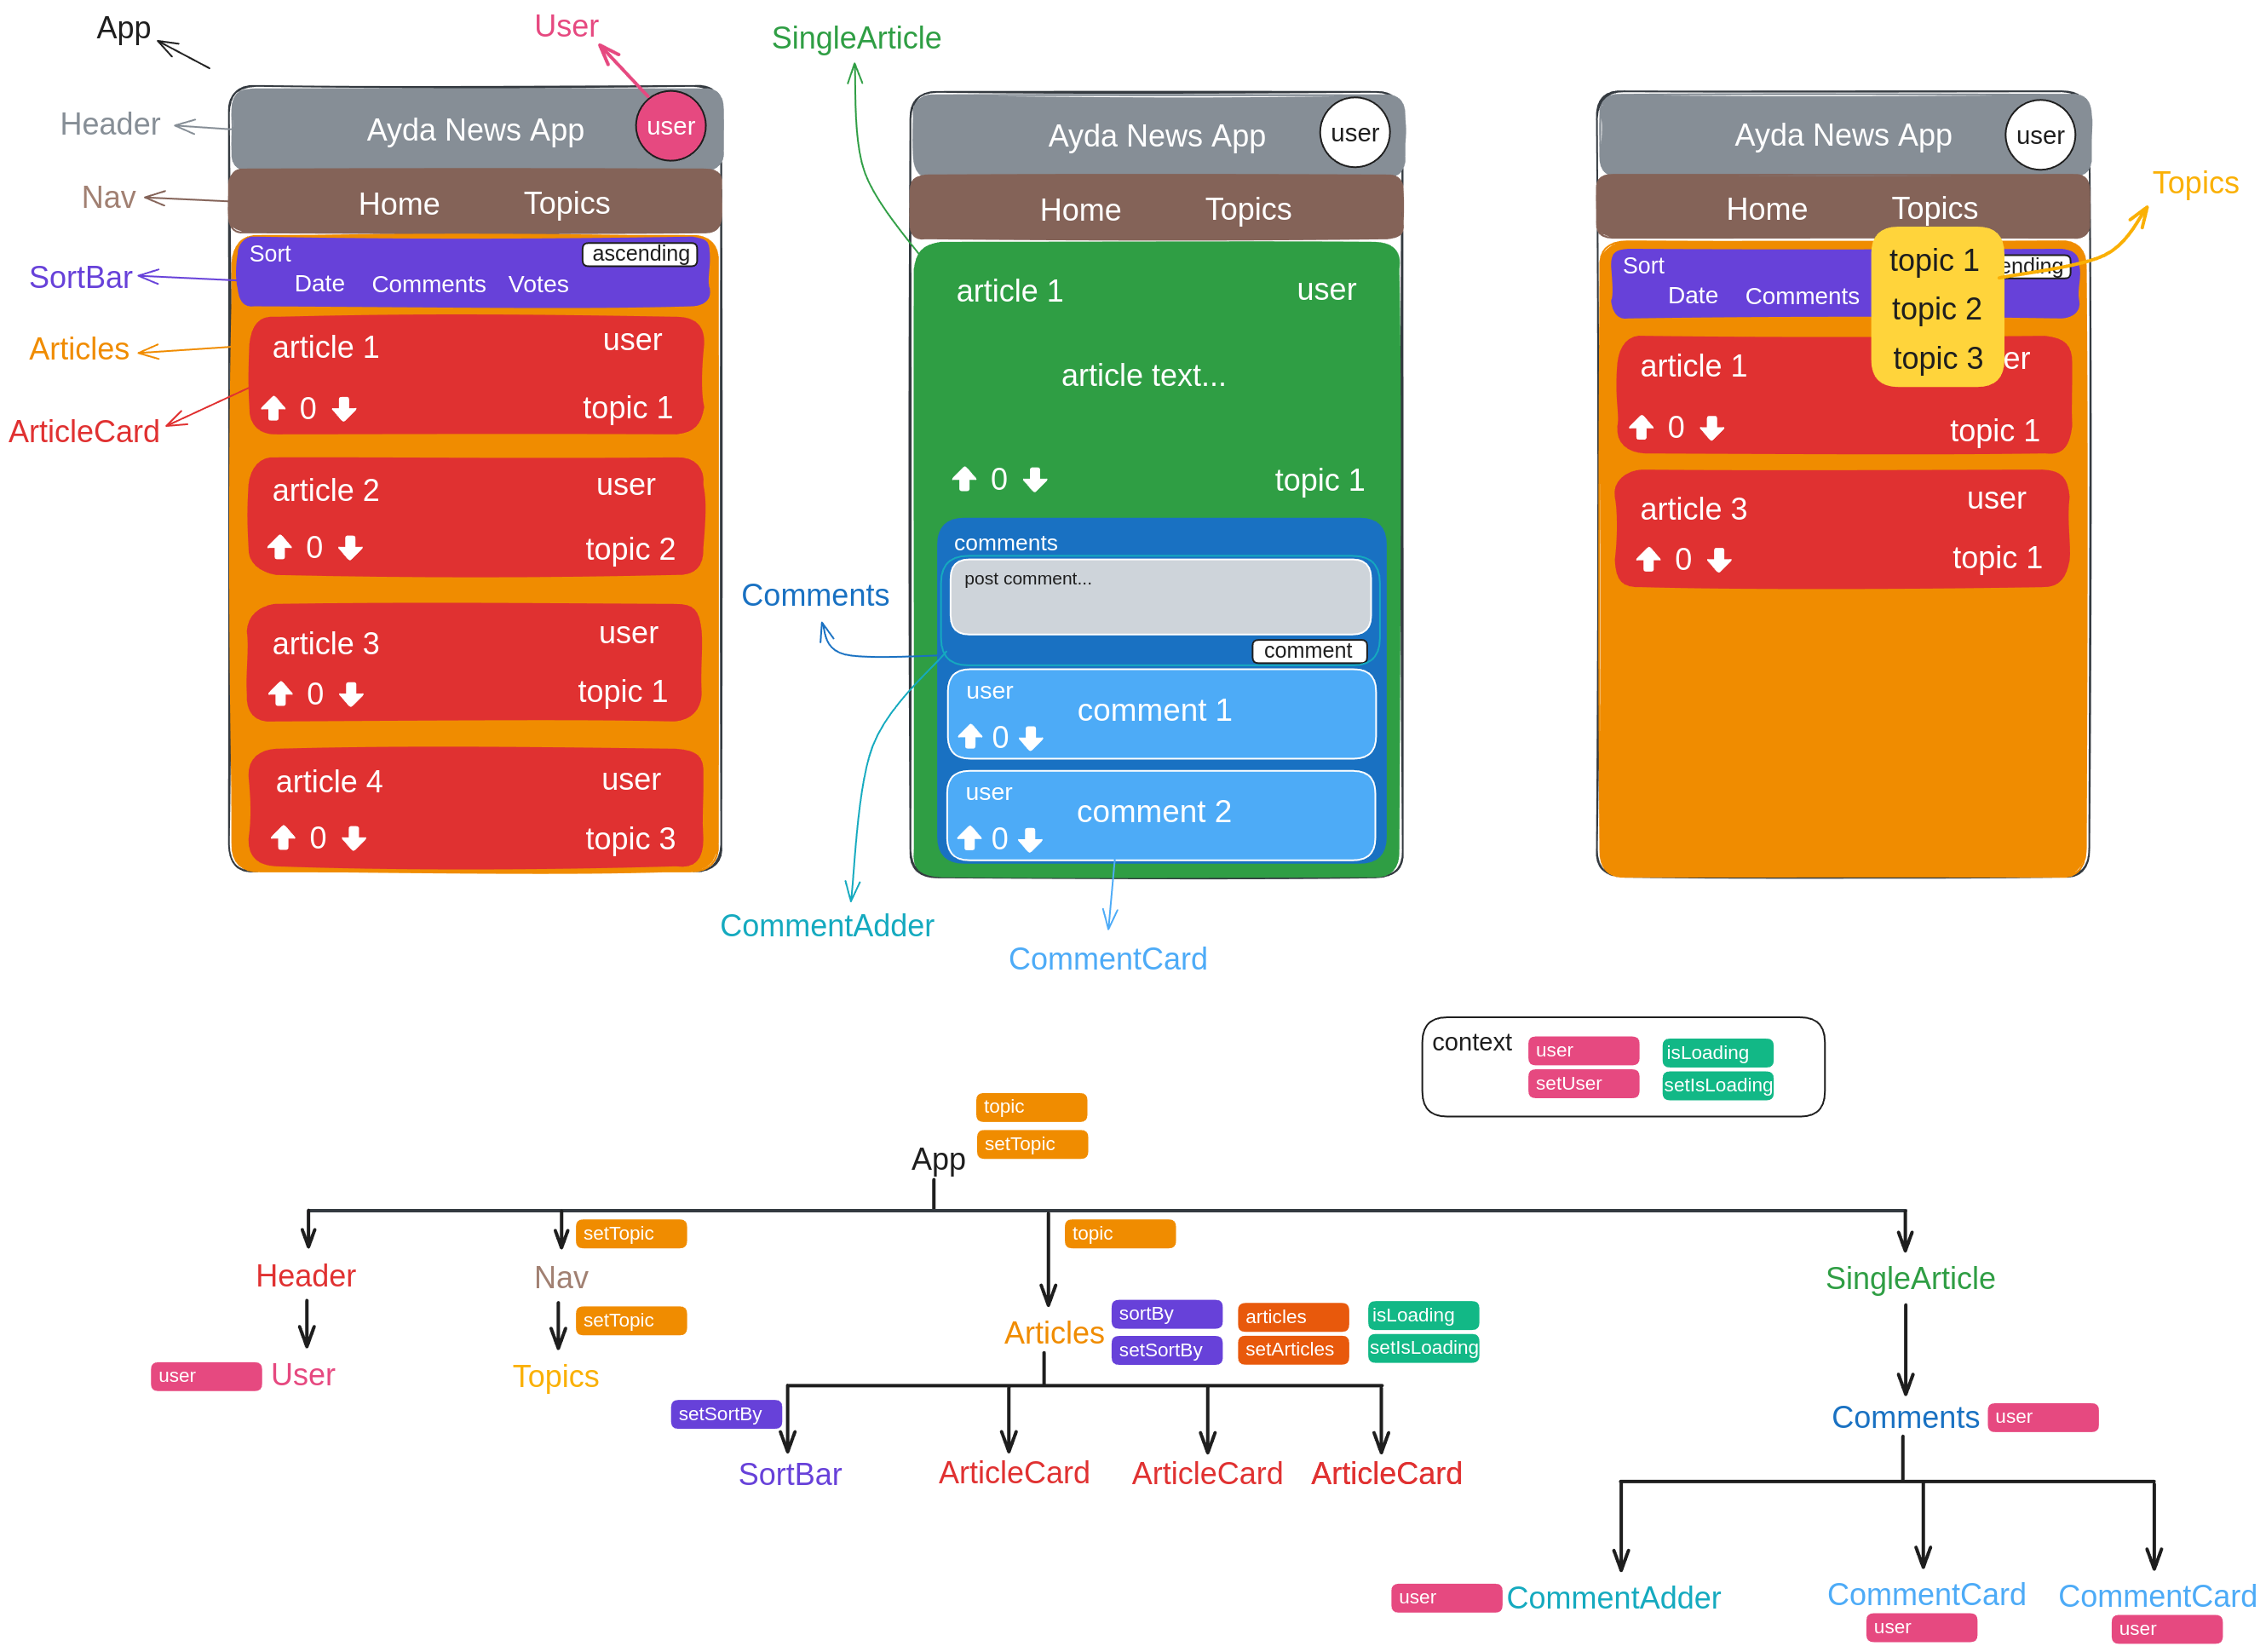 App
User
SingleArticle
Header
Nav
SortBar
Articles
ArticleCard
Ayda News App
user
Home Topics
Sort
ascending
Date Comments Votes
article 1
user
0
topic 1
article 2
user
0
topic 2
article 3
user
0
topic 1
article 4
user
0
topic 3
Ayda News App
user
Home Topics
article 1
user
article text...
0
topic 1
comments
post comment...
comment
user
comment 1
0
user
comment 2
0
Comments
CommentAdder
CommentCard
Ayda News App
user
Home Topics
Topics
Sort
ending
Date Comments
topic 1
topic 2
topic 3
article 1
er
0
topic 1
article 3
user
0
topic 1
context
user
setUser
isLoading
setIsLoading
topic
setTopic
App
setTopic
topic
Header
Nav
SingleArticle
setTopic
Articles
sortBy
setSortBy
articles
setArticles
isLoading
setIsLoading
user
User
Topics
setSortBy
Comments
user
SortBar
ArticleCard
ArticleCard
ArticleCard
user
CommentAdder
CommentCard
user
CommentCard
user